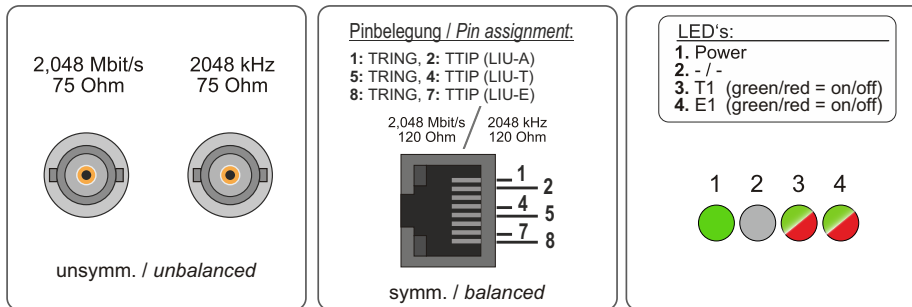 2,048 Mbit/s 2048 kHz
75 Ohm 75 Ohm
unsymm. / unbalanced
Pinbelegung / Pin assignment:
1: TRING, 2: TTIP (LIU-A)
5: TRING, 4: TTIP (LIU-T)
8: TRING, 7: TTIP (LIU-E)
2,048 Mbit/s 2048 kHz
120 Ohm 120 Ohm
1
2
4
5
7
8
symm. / balanced
LED‘s:
1. Power
2. - / -
3. T1 (green/red = on/off)
4. E1 (green/red = on/off)
1 2 3 4